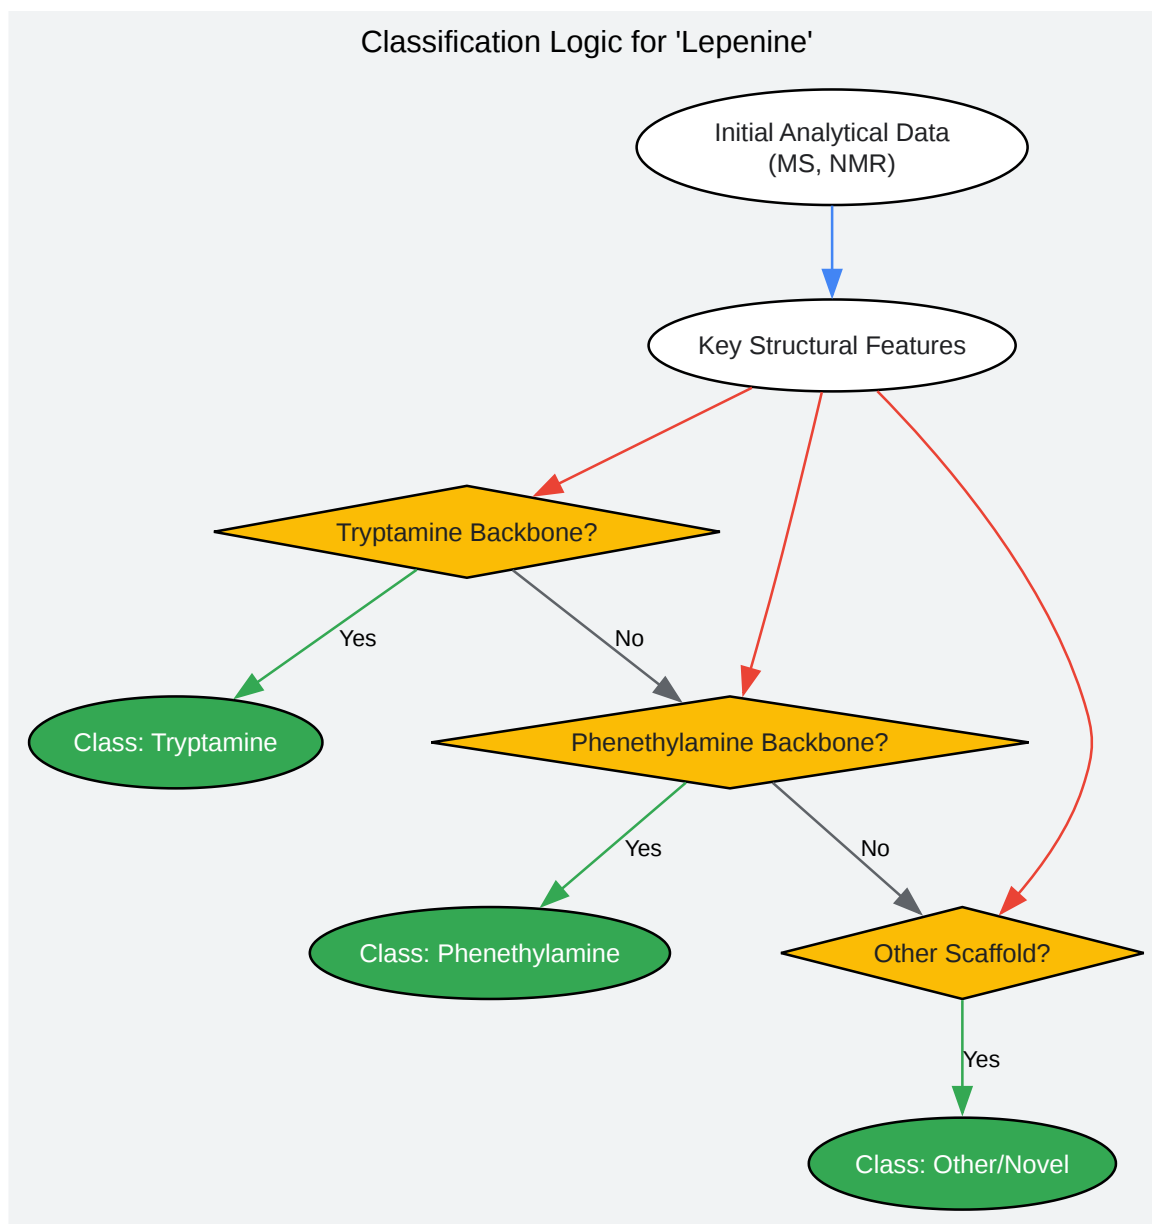 Classification Logic for 'Lepenine'
Initial Analytical Data
(MS, NMR)
Key Structural Features
Tryptamine Backbone?
Yes
No
Class: Tryptamine
Phenethylamine Backbone?
Yes
No
Class: Phenethylamine
Other Scaffold?
Yes
Class: Other/Novel